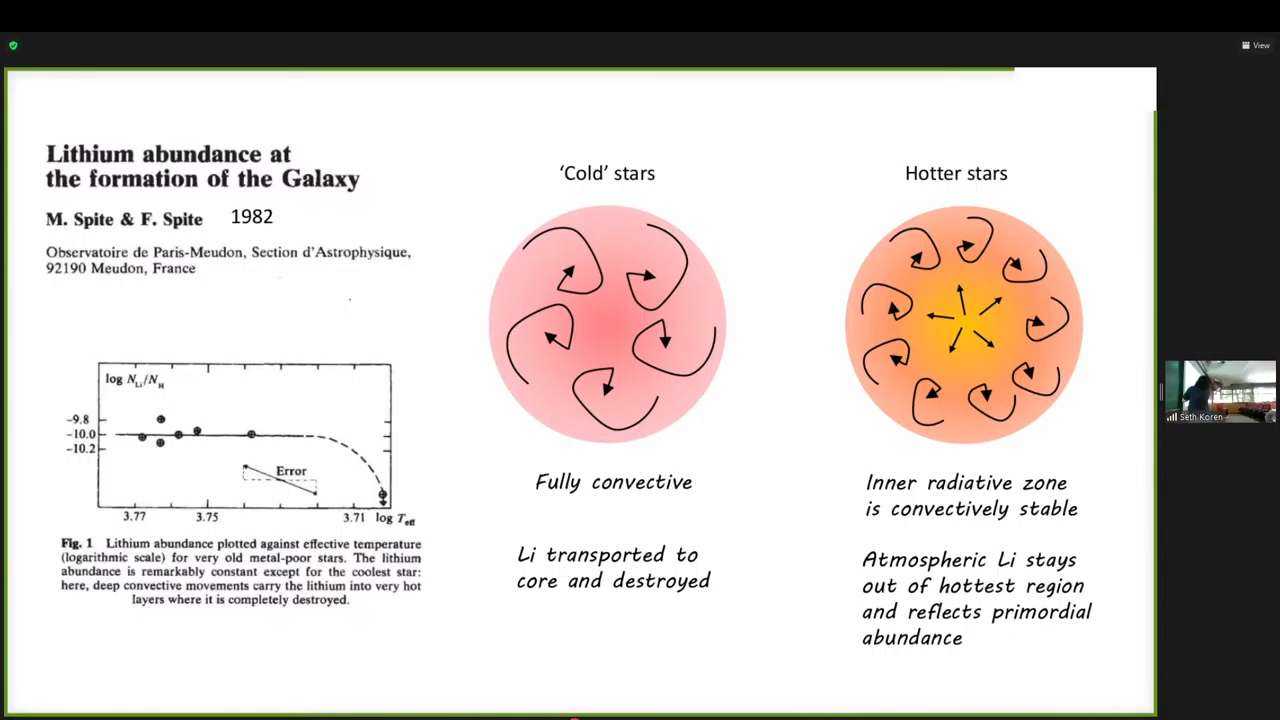 View
Lithium abundance at
the formation of the Galaxy
M. Spite & F. Spite 1982
Observatoire de Paris-Meudon, Section d'Astrophysique,
92190 Meudon, France
log N_Li/N_H
-9.8
-10.0
-10.2
Error
3.77 3.75 3.71 log T_eff
Fig. 1 Lithium abundance plotted against effective temperature
(logarithmic scale) for very old metal-poor stars. The lithium
abundance is remarkably constant except for the coolest star:
here, deep convective movements carry the lithium into very hot
layers where it is completely destroyed.
‘Cold’ stars
Fully convective
Li transported to
core and destroyed
Hotter stars
Inner radiative zone
is convectively stable
Atmospheric Li stays
out of hottest region
and reflects primordial
abundance
Seth Koren